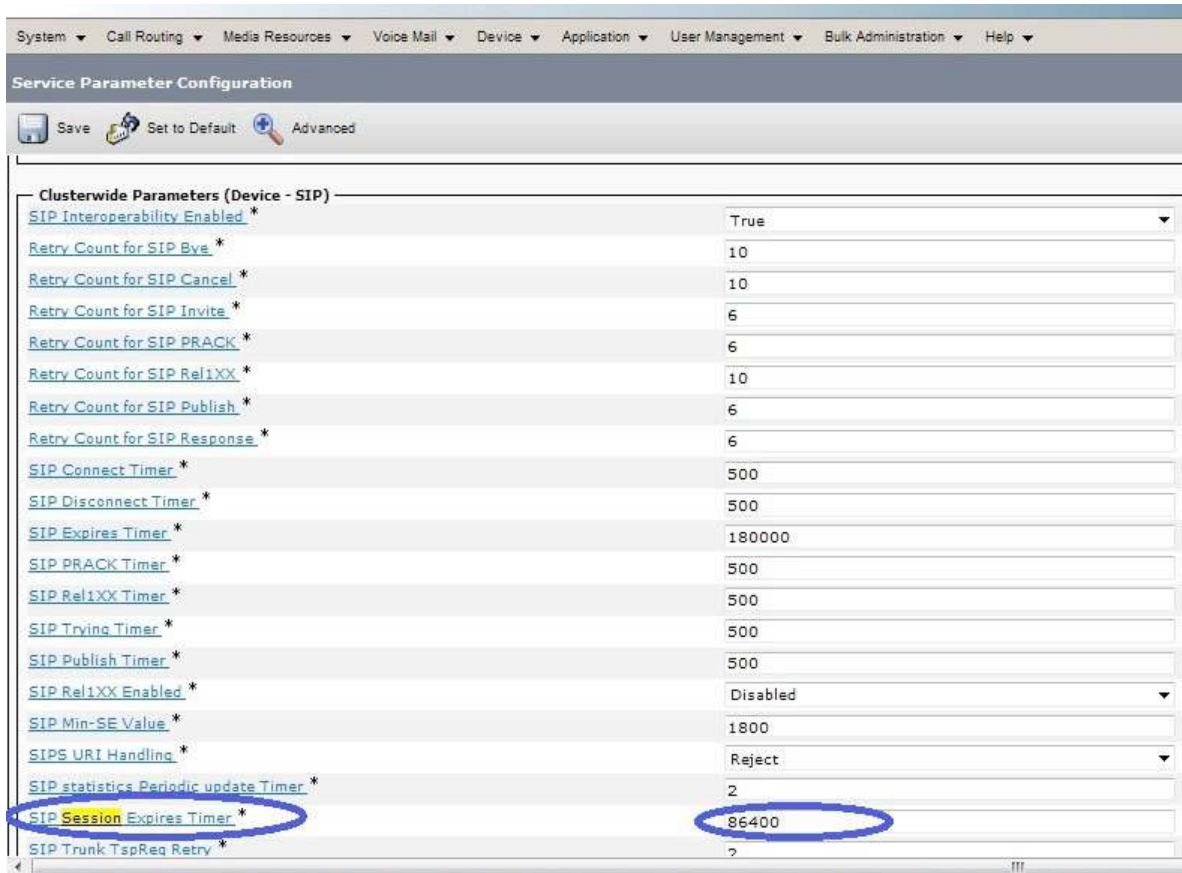 System Call Routing Media Resources Voice Mail Device Application User Management Bulk Administration Help
Service Parameter Configuration
Save Set to Default Advanced
Clusterwide Parameters (Device - SIP)
SIP Interoperability Enabled * True
Retry Count for SIP Bye * 10
Retry Count for SIP Cancel * 10
Retry Count for SIP Invite * 6
Retry Count for SIP PRACK * 6
Retry Count for SIP Rel1XX * 10
Retry Count for SIP Publish * 6
Retry Count for SIP Response * 6
SIP Connect Timer * 500
SIP Disconnect Timer * 500
SIP Expires Timer * 180000
SIP PRACK Timer * 500
SIP Rel1XX Timer * 500
SIP Trying Timer * 500
SIP Publish Timer * 500
SIP Rel1XX Enabled * Disabled
SIP Min-SE Value * 1800
SIPS URI Handling * Reject
SIP statistics Periodic update Timer * 2
SIP Session Expires Timer * 86400
SIP Trunk TspReq Retry *